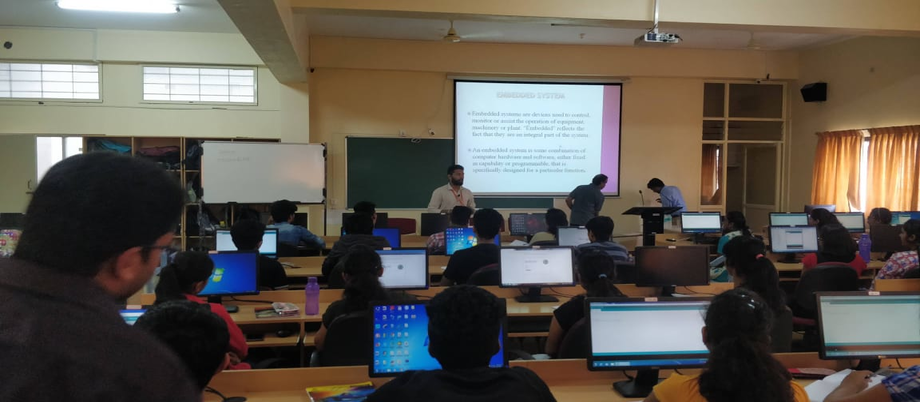 EMBEDDED SYSTEM
Embedded systems are devices used to control,
monitor or assist the operation of equipment,
machinery or plant. "Embedded" reflects the
fact that they are an integral part of the system.
An embedded system is some combination of
computer hardware and software, either fixed
in capability or programmable, that is
specifically designed for a particular function.